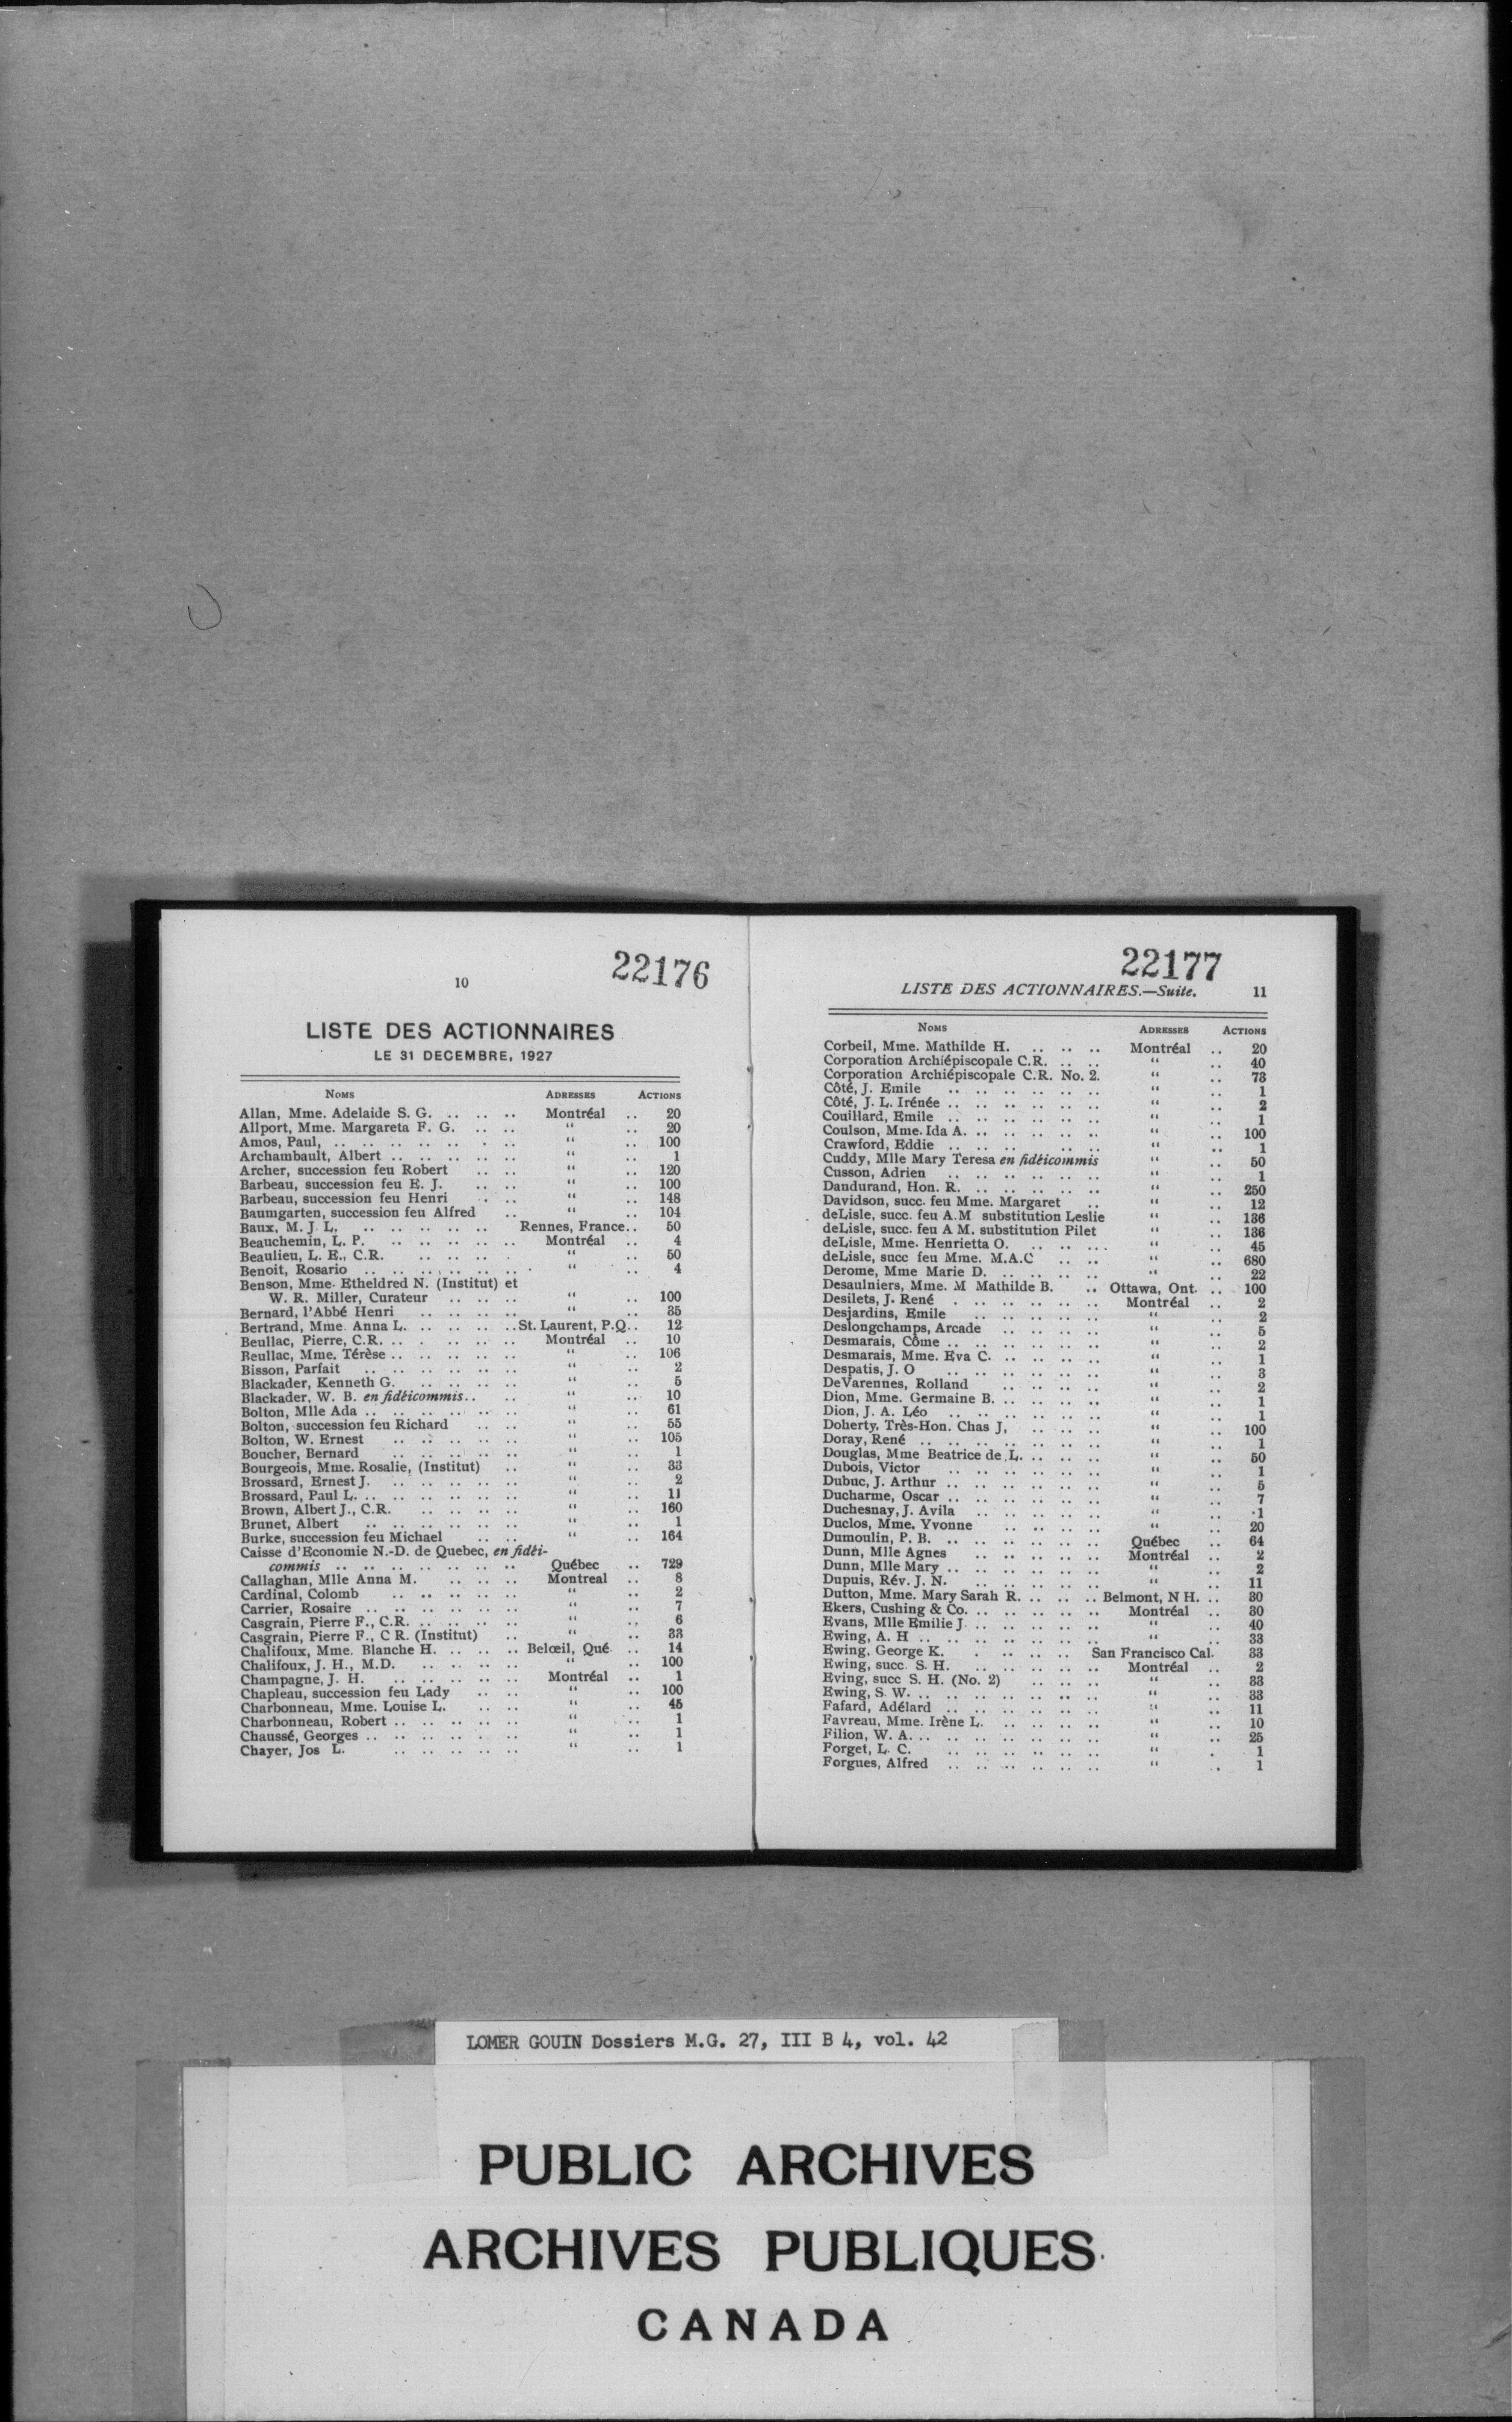 22176
10
LISTE DES ACTIONNAIRES
LE 31 DECEMBRE, 1927
NOMS ADRESSES ACTIONS
Allan, Mme. Adelaide S. G. .. .. .. Montréal .. 20
Allport, Mme. Margareta F. G. .. .. “ .. 20
Amos, Paul, .. .. .. .. .. . .. “ .. 100
Archambault, Albert .. .. .. .. .. “ .. 1
Archer, succession feu Robert .. .. “ .. 120
Barbeau, succession feu E. J. .. .. “ .. 100
Barbeau, succession feu Henri . .. “ .. 148
Baumgarten, succession feu Alfred .. “ .. 104
Baux, M. J L. .. .. .. .. .. Rennes, France.. 50
Beauchemin, L. P. .. .. .. .. .. Montréal .. 4
Beaulieu, L. E., C.R. .. .. .. . “ .. 50
Benoit, Rosario .. .. .. .. .. . “ .. 4
Benson, Mme. Etheldred N. (Institut) et
W. R. Miller, Curateur .. .. .. “ .. 100
Bernard, l'Abbé Henri .. .. .. .. “ .. 35
Bertrand, Mme. Anna L. .. .. .. ..St. Laurent, P.Q.. 12
Beullac, Pierre, C.R. .. . .. .. .. Montréal .. 10
Beullac, Mme. Térèse .. .. .. .. .. “ .. 106
Bisson, Parfait .. .. .. .. .. .. “ .. 2
Blackader, Kenneth G. .. .. .. .. “ .. 5
Blackader, W. B. en fidéicommis.. .. “ .. 10
Bolton, Mlle Ada .. .. .. .. .. .. “ .. 61
Bolton, succession feu Richard .. .. “ .. 55
Bolton, W. Ernest .. .. .. .. .. “ .. 105
Boucher, Bernard .. .. .. .. .. “ .. 1
Bourgeois, Mme. Rosalie, (Institut) .. “ .. 33
Brossard, Ernest J. .. .. .. .. .. “ .. 2
Brossard, Paul L. .. .. .. .. .. .. “ .. 11
Brown, Albert J., C.R. .. .. .. .. “ .. 160
Brunet, Albert .. .. .. .. .. .. “ .. 1
Burke, succession feu Michael .. .. “ .. 164
Caisse d'Economie N.-D. de Quebec, en fidéi-
commis .. .. .. .. .. .. .. Québec .. 729
Callaghan, Mlle Anna M. .. .. .. Montreal .. 8
Cardinal, Colomb .. .. .. .. .. “ .. 2
Carrier, Rosaire .. .. .. .. .. .. “ .. 7
Casgrain, Pierre F., C.R. .. .. .. .. “ .. 6
Casgrain, Pierre F., C R. (Institut) .. “ .. 33
Chalifoux, Mme. Blanche H. .. .. .. Belœil, Qué. .. 14
Chalifoux, J. H., M.D. .. .. .. .. “ .. 100
Champagne, J. H. .. .. .. .. .. Montréal .. 1
Chapleau, succession feu Lady .. .. “ .. 100
Charbonneau, Mme. Louise L. .. .. “ .. 45
Charbonneau, Robert .. .. .. .. .. “ .. 1
Chaussé, Georges .. .. .. .. . .. “ .. 1
Chayer, Jos L. .. .. .. .. .. “ .. 1
22177
LISTE DES ACTIONNAIRES.—Suite. 11
NOMS ADRESSES ACTIONS
Corbeil, Mme. Mathilde H. .. .. .. Montréal .. 20
Corporation Archiépiscopale C.R. .. .. “ .. 40
Corporation Archiépiscopale C.R. No. 2. “ .. 73
Côté, J. Emile .. .. .. .. .. .. “ .. 1
Côté, J. L. Irénée .. .. .. .. .. .. “ .. 2
Couillard, Emile .. .. .. .. .. .. “ .. 1
Coulson, Mme. Ida A. .. .. .. .. .. “ .. 100
Crawford, Eddie .. .. .. .. .. “ .. 1
Cuddy, Mlle Mary Teresa en fidéicommis “ .. 50
Cusson, Adrien .. .. .. .. .. .. “ .. 1
Dandurand, Hon. R. .. .. .. .. .. “ .. 250
Davidson, succ. feu Mme. Margaret .. “ .. 12
deLisle, succ. feu A.M substitution Leslie “ .. 136
deLisle, succ. feu A M. substitution Pilet “ .. 136
deLisle, Mme. Henrietta O. .. .. .. “ .. 45
deLisle, succ feu Mme. M.A.C .. .. “ .. 680
Derome, Mme Marie D. .. .. .. .. “ .. 22
Desaulniers, Mme. M Mathilde B. .. Ottawa, Ont. .. 100
Desilets, J. René . .. .. .. .. .. Montréal .. 2
Desjardins, Emile .. .. .. .. .. “ .. 2
Deslongchamps, Arcade .. .. .. .. “ .. 5
Desmarais, Côme .. .. .. .. .. .. “ .. 2
Desmarais, Mme. Eva C. .. .. .. .. “ .. 1
Despatis, J. O .. .. .. .. .. .. “ .. 3
DeVarennes, Rolland .. .. .. .. “ .. 2
Dion, Mme. Germaine B. .. .. .. .. “ .. 1
Dion, J. A. Léo .. .. .. .. .. .. “ .. 1
Doherty, Très-Hon. Chas J, .. .. .. “ .. 100
Doray, René .. .. .. .. .. .. .. “ .. 1
Douglas, Mme Beatrice de L. .. .. .. “ .. 50
Dubois, Victor .. .. .. .. .. .. “ .. 1
Dubuc, J. Arthur .. .. .. .. .. .. “ .. 5
Ducharme, Oscar .. .. .. .. .. .. “ .. 7
Duchesnay, J. Avila .. .. .. .. .. “ .. 1
Duclos, Mme. Yvonne .. .. .. .. “ .. 20
Dumoulin, P. B. .. .. .. .. .. .. Québec .. 64
Dunn, Mlle Agnes .. .. .. .. .. Montréal .. 2
Dunn, Mlle Mary .. .. .. .. .. .. “ .. 2
Dupuis, Rév. J. N. .. .. .. .. .. “ .. 11
Dutton, Mme. Mary Sarah R. .. .. .. Belmont, N H. .. 30
Ekers, Cushing & Co. .. .. .. .. .. Montréal .. 30
Evans, Mlle Emilie J. .. .. .. .. .. “ .. 40
Ewing, A. H .. .. .. .. .. .. .. “ .. 33
Ewing, George K. . .. .. .. .. San Francisco Cal. 33
Ewing, succ. S. H. .. .. .. .. .. Montréal .. 2
Eving, succ S. H. (No. 2) .. .. .. “ .. 33
Ewing, S. W. .. .. .. .. .. .. .. “ .. 33
Fafard, Adélard .. .. .. .. .. .. “ .. 11
Favreau, Mme. Irène L. .. .. .. .. “ .. 10
Filion, W. A. .. .. .. .. .. .. .. “ .. 25
Forget, L. C. .. .. .. .. .. .. “ . 1
Forgues, Alfred .. .. .. .. .. .. “ .. 1
LOMER GOUIN Dossiers M.G. 27, III B 4, vol. 42
PUBLIC ARCHIVES
ARCHIVES PUBLIQUES
CANADA